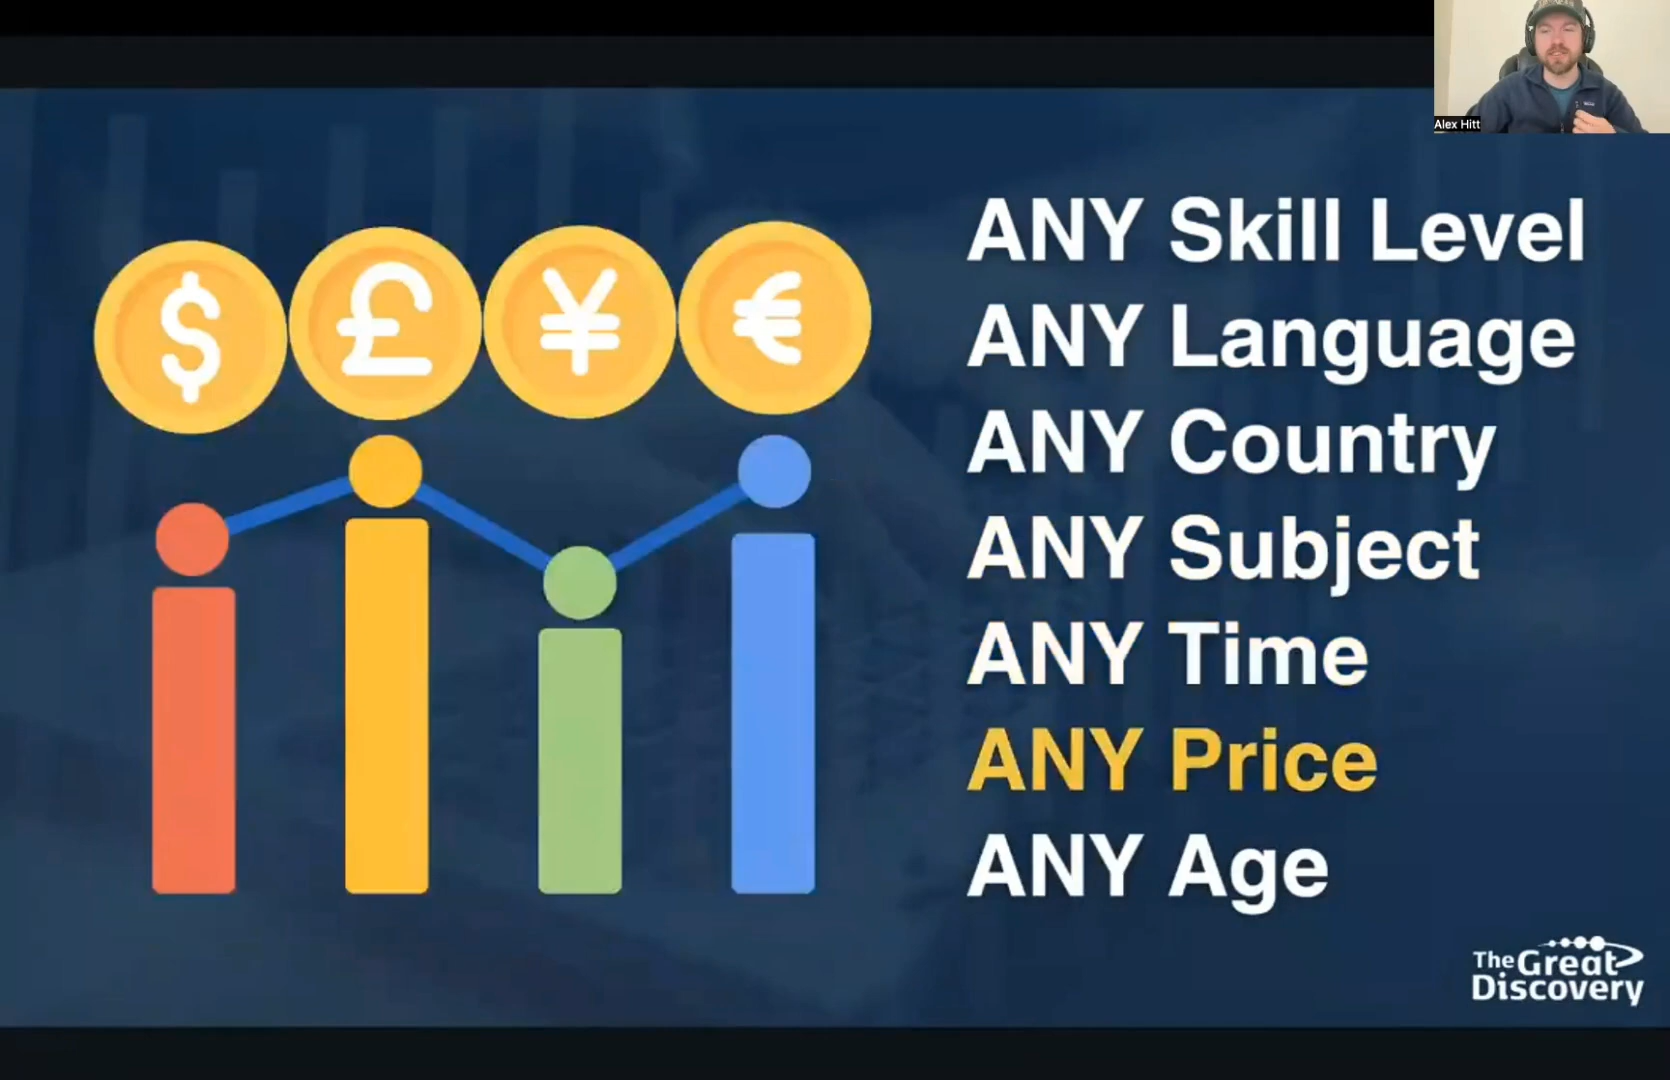 Alex Hitt
$ £ ¥ €
ANY Skill Level
ANY Language
ANY Country
ANY Subject
ANY Time
ANY Price
ANY Age
The Great
Discovery